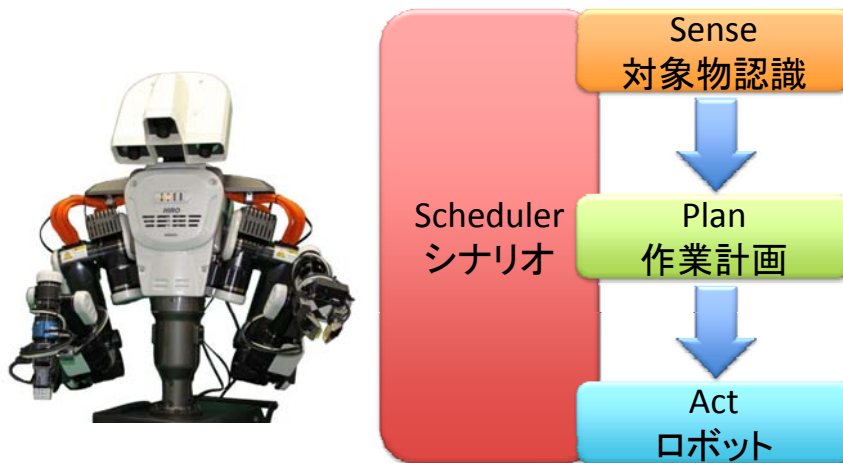 HIRO
Scheduler
シナリオ
Sense
対象物認識
Plan
作業計画
Act
ロボット